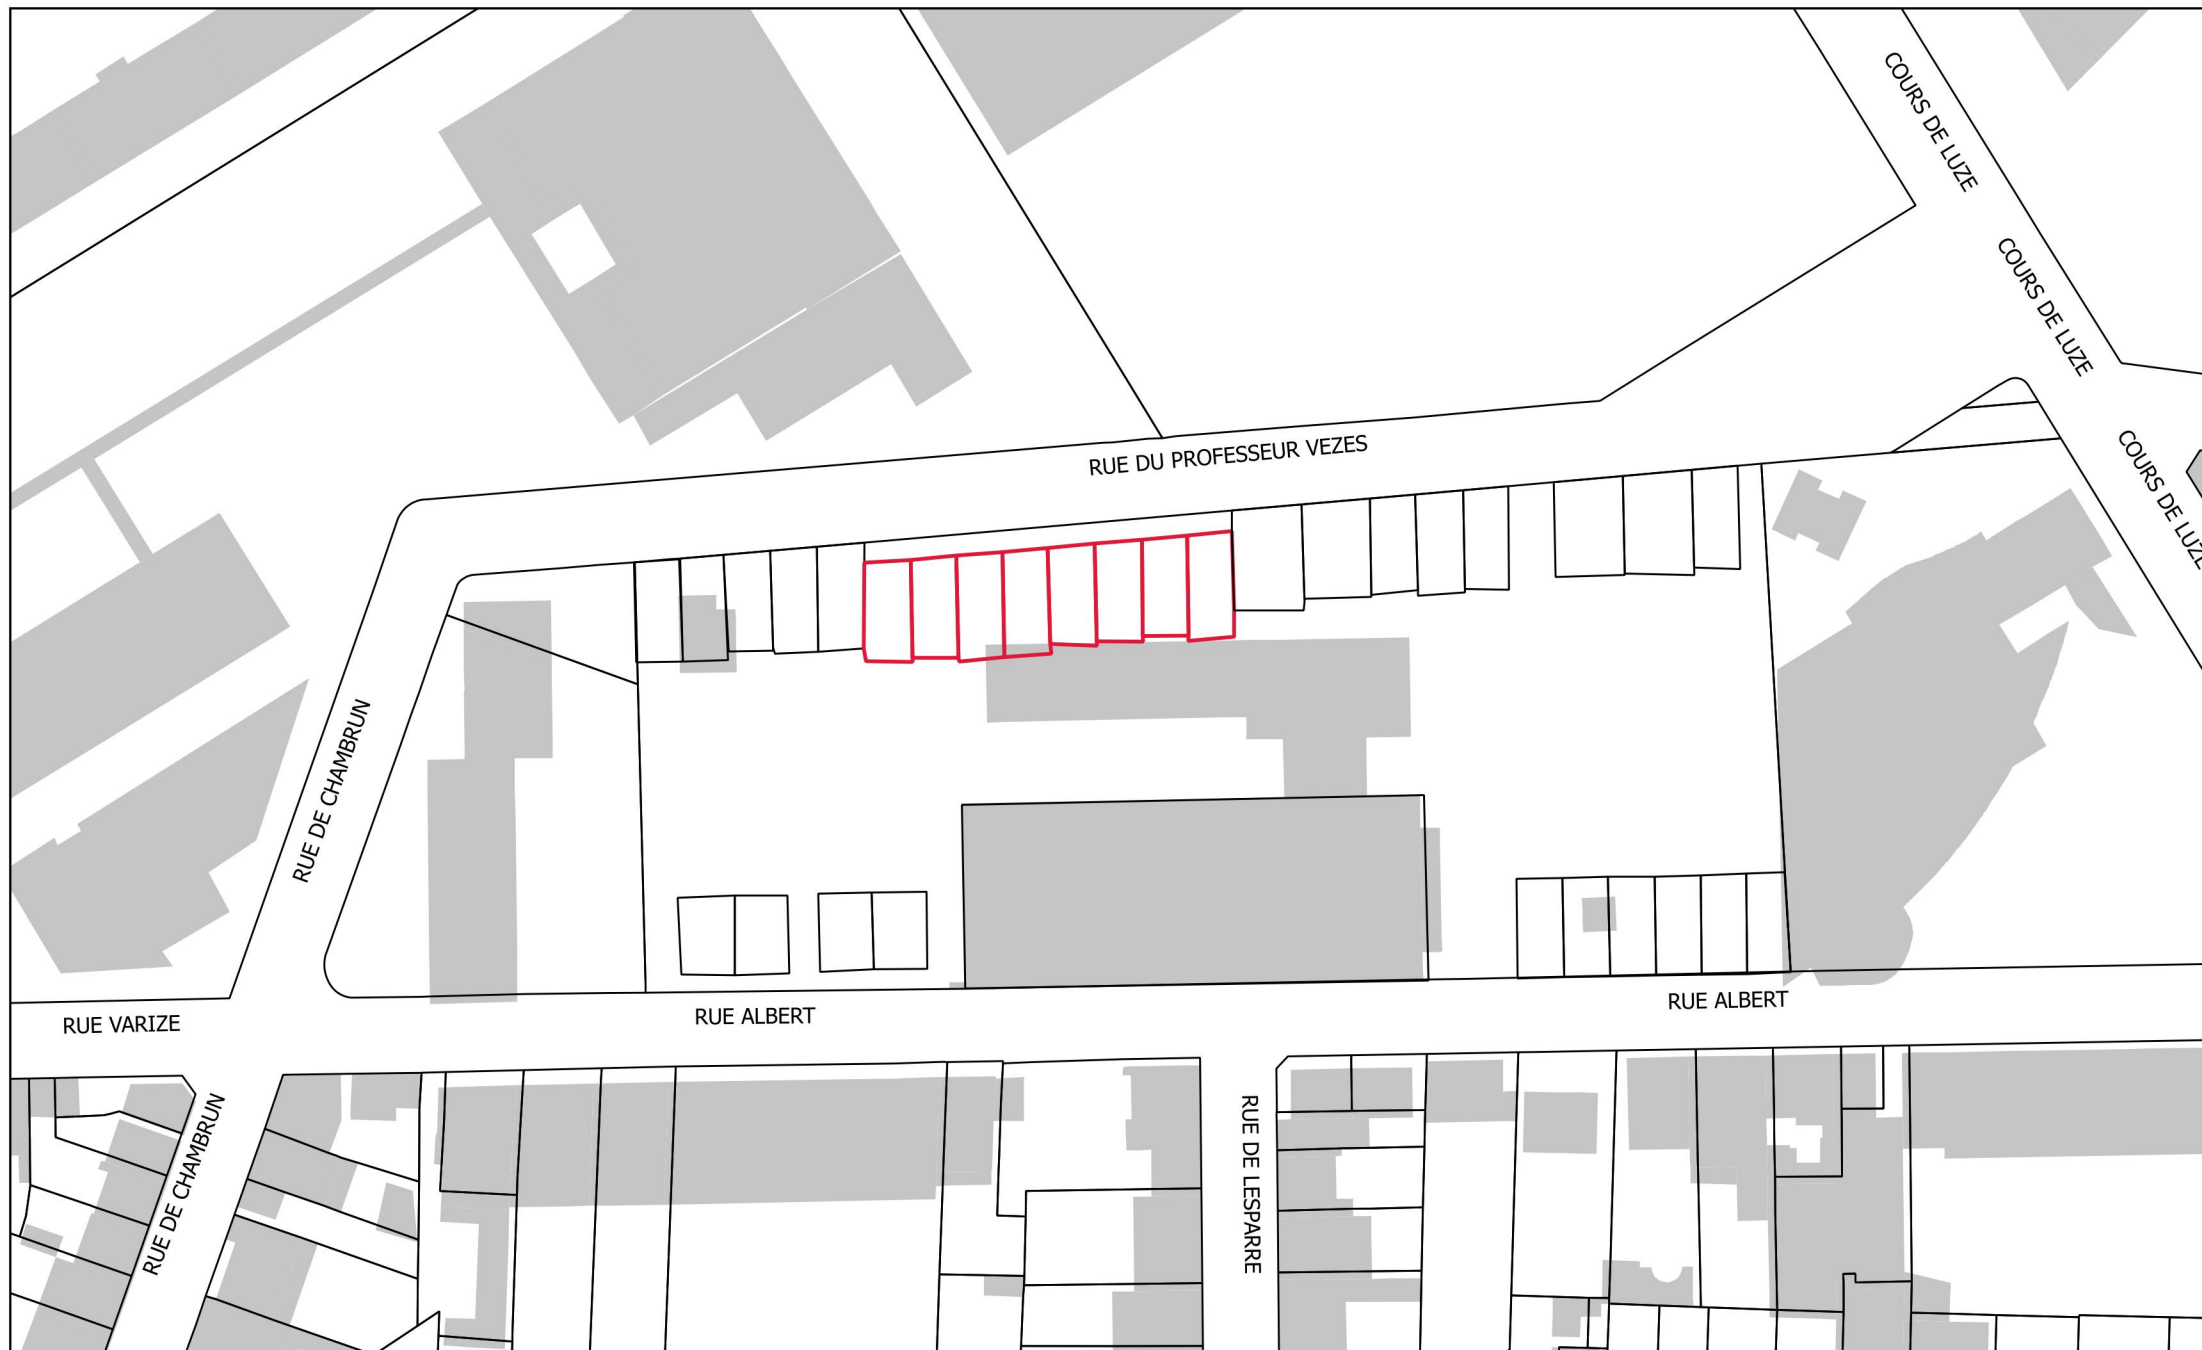 COURS DE LUZE
COURS DE LUZE
COURS DE LUZE
RUE DU PROFESSEUR VEZES
RUE DE CHAMBRUN
RUE VARIZE
RUE ALBERT
RUE ALBERT
RUE DE CHAMBRUN
RUE DE LESPARRE